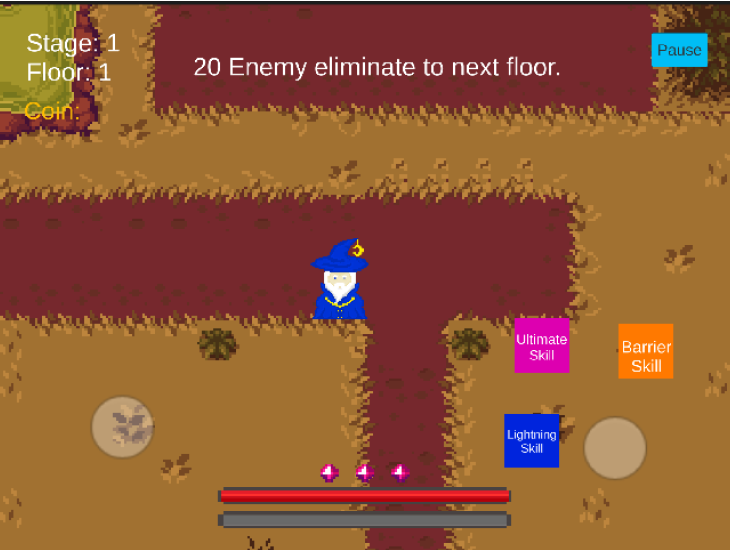 Stage: 1
Floor: 1
Coin:
20 Enemy eliminate to next floor.
Pause
Ultimate
Skill
Barrier
Skill
Lightning
Skill